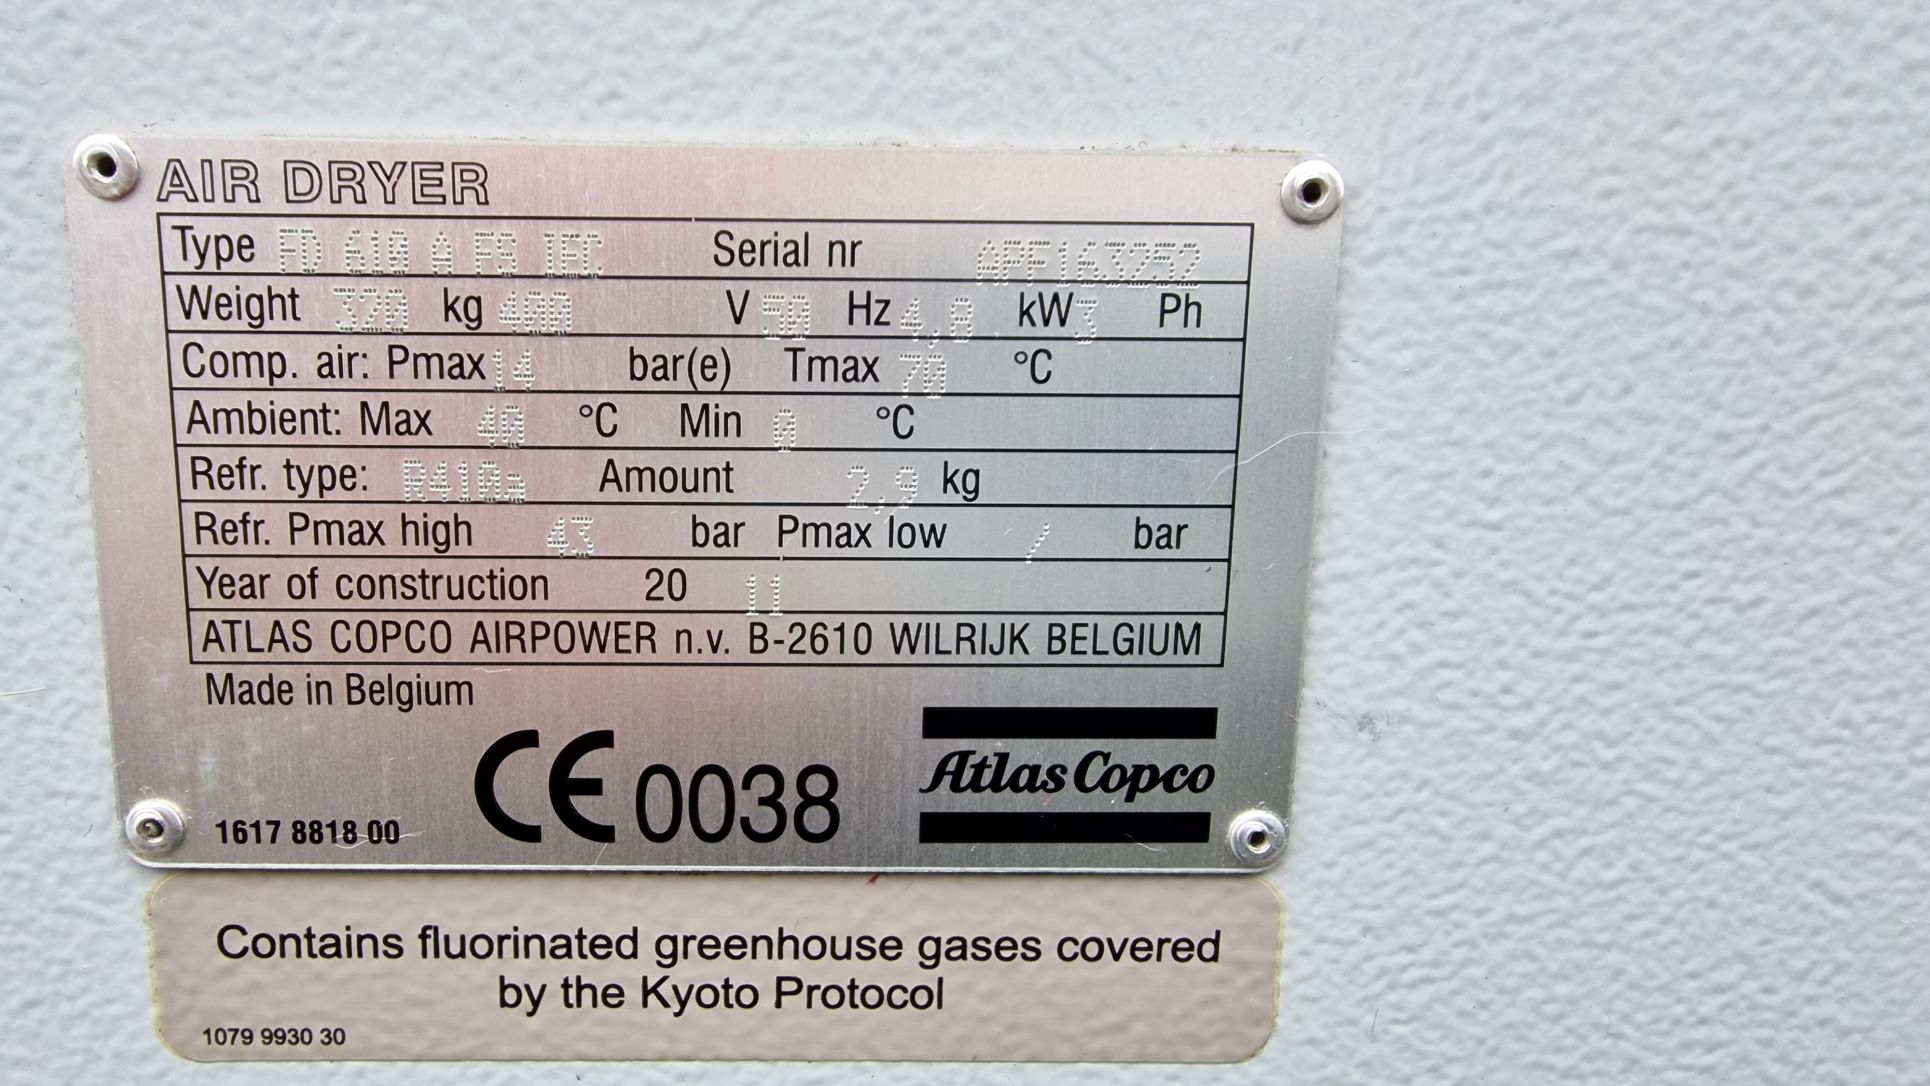 AIR DRYER
Type FD 610 A FS IEC Serial nr APF163252
Weight 320 kg 400 V 50 Hz 4,8 kW 3 Ph
Comp. air: Pmax 14 bar(e) Tmax 70 °C
Ambient: Max 40 °C Min 0 °C
Refr. type: R410a Amount 2,9 kg
Refr. Pmax high 43 bar Pmax low / bar
Year of construction 20 11
ATLAS COPCO AIRPOWER n.v. B-2610 WILRIJK BELGIUM
Made in Belgium
CE 0038
Atlas Copco
1617 8818 00
Contains fluorinated greenhouse gases covered
by the Kyoto Protocol
1079 9930 30